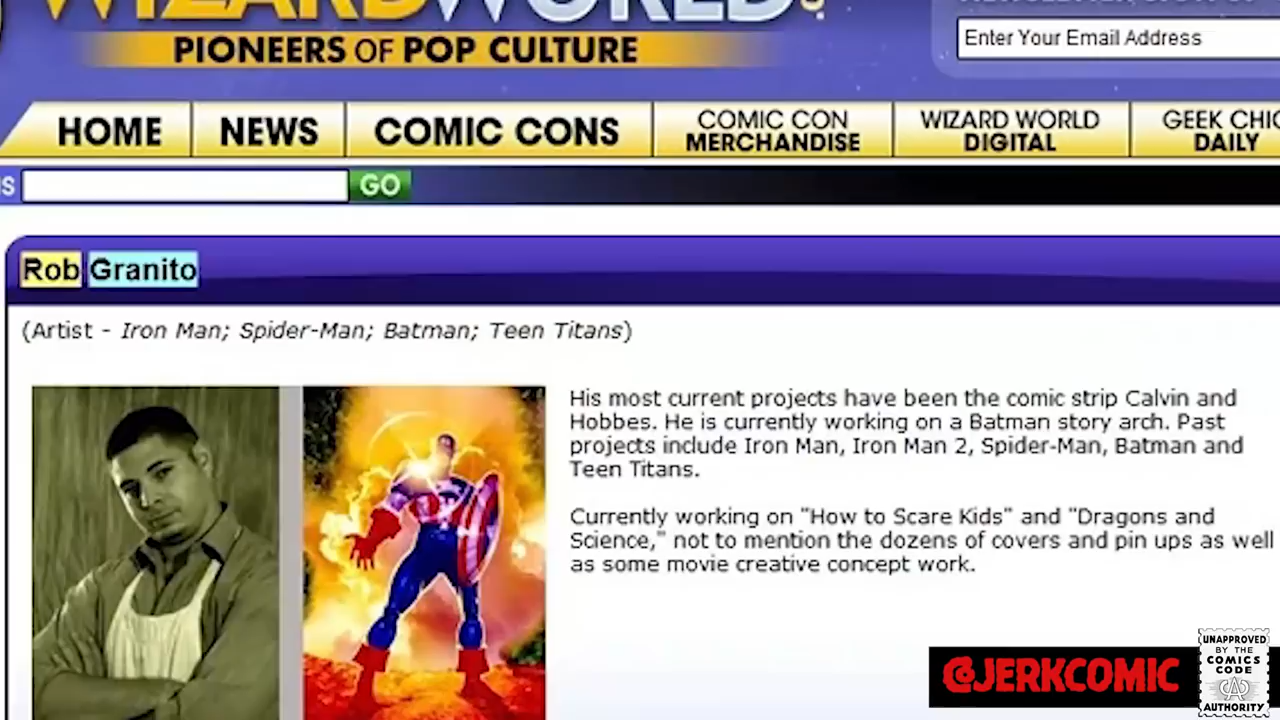 WIZARDWORLD
PIONEERS OF POP CULTURE
Enter Your Email Address
HOME
NEWS
COMIC CONS
COMIC CON
MERCHANDISE
WIZARD WORLD
DIGITAL
GEEK CHIC
DAILY
GO
Rob Granito
(Artist - Iron Man; Spider-Man; Batman; Teen Titans)
His most current projects have been the comic strip Calvin and
Hobbes. He is currently working on a Batman story arch. Past
projects include Iron Man, Iron Man 2, Spider-Man, Batman and
Teen Titans.
Currently working on "How to Scare Kids" and "Dragons and
Science," not to mention the dozens of covers and pin ups as well
as some movie creative concept work.
@JERKCOMIC
UNAPPROVED
BY THE
COMICS
CODE
CA
AUTHORITY